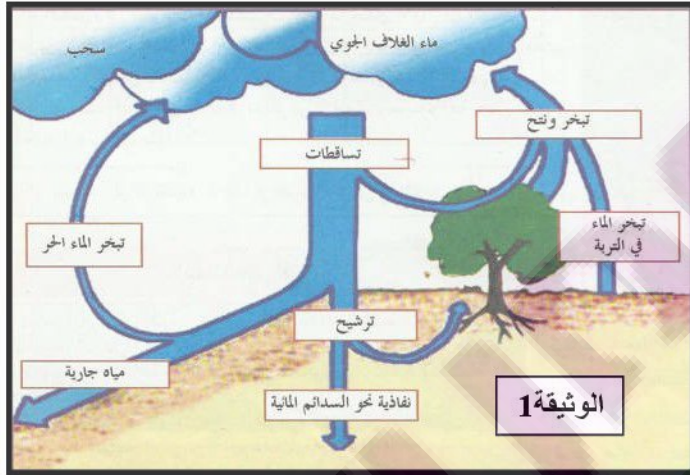 سحب
ماء الغلاف الجوي
تبخر ونتح
تساقطات
تبخر الماء
في التربة
تبخر الماء الحر
ترشيح
مياه جارية
نفاذية نحو السدائم المائية
الوثيقة1